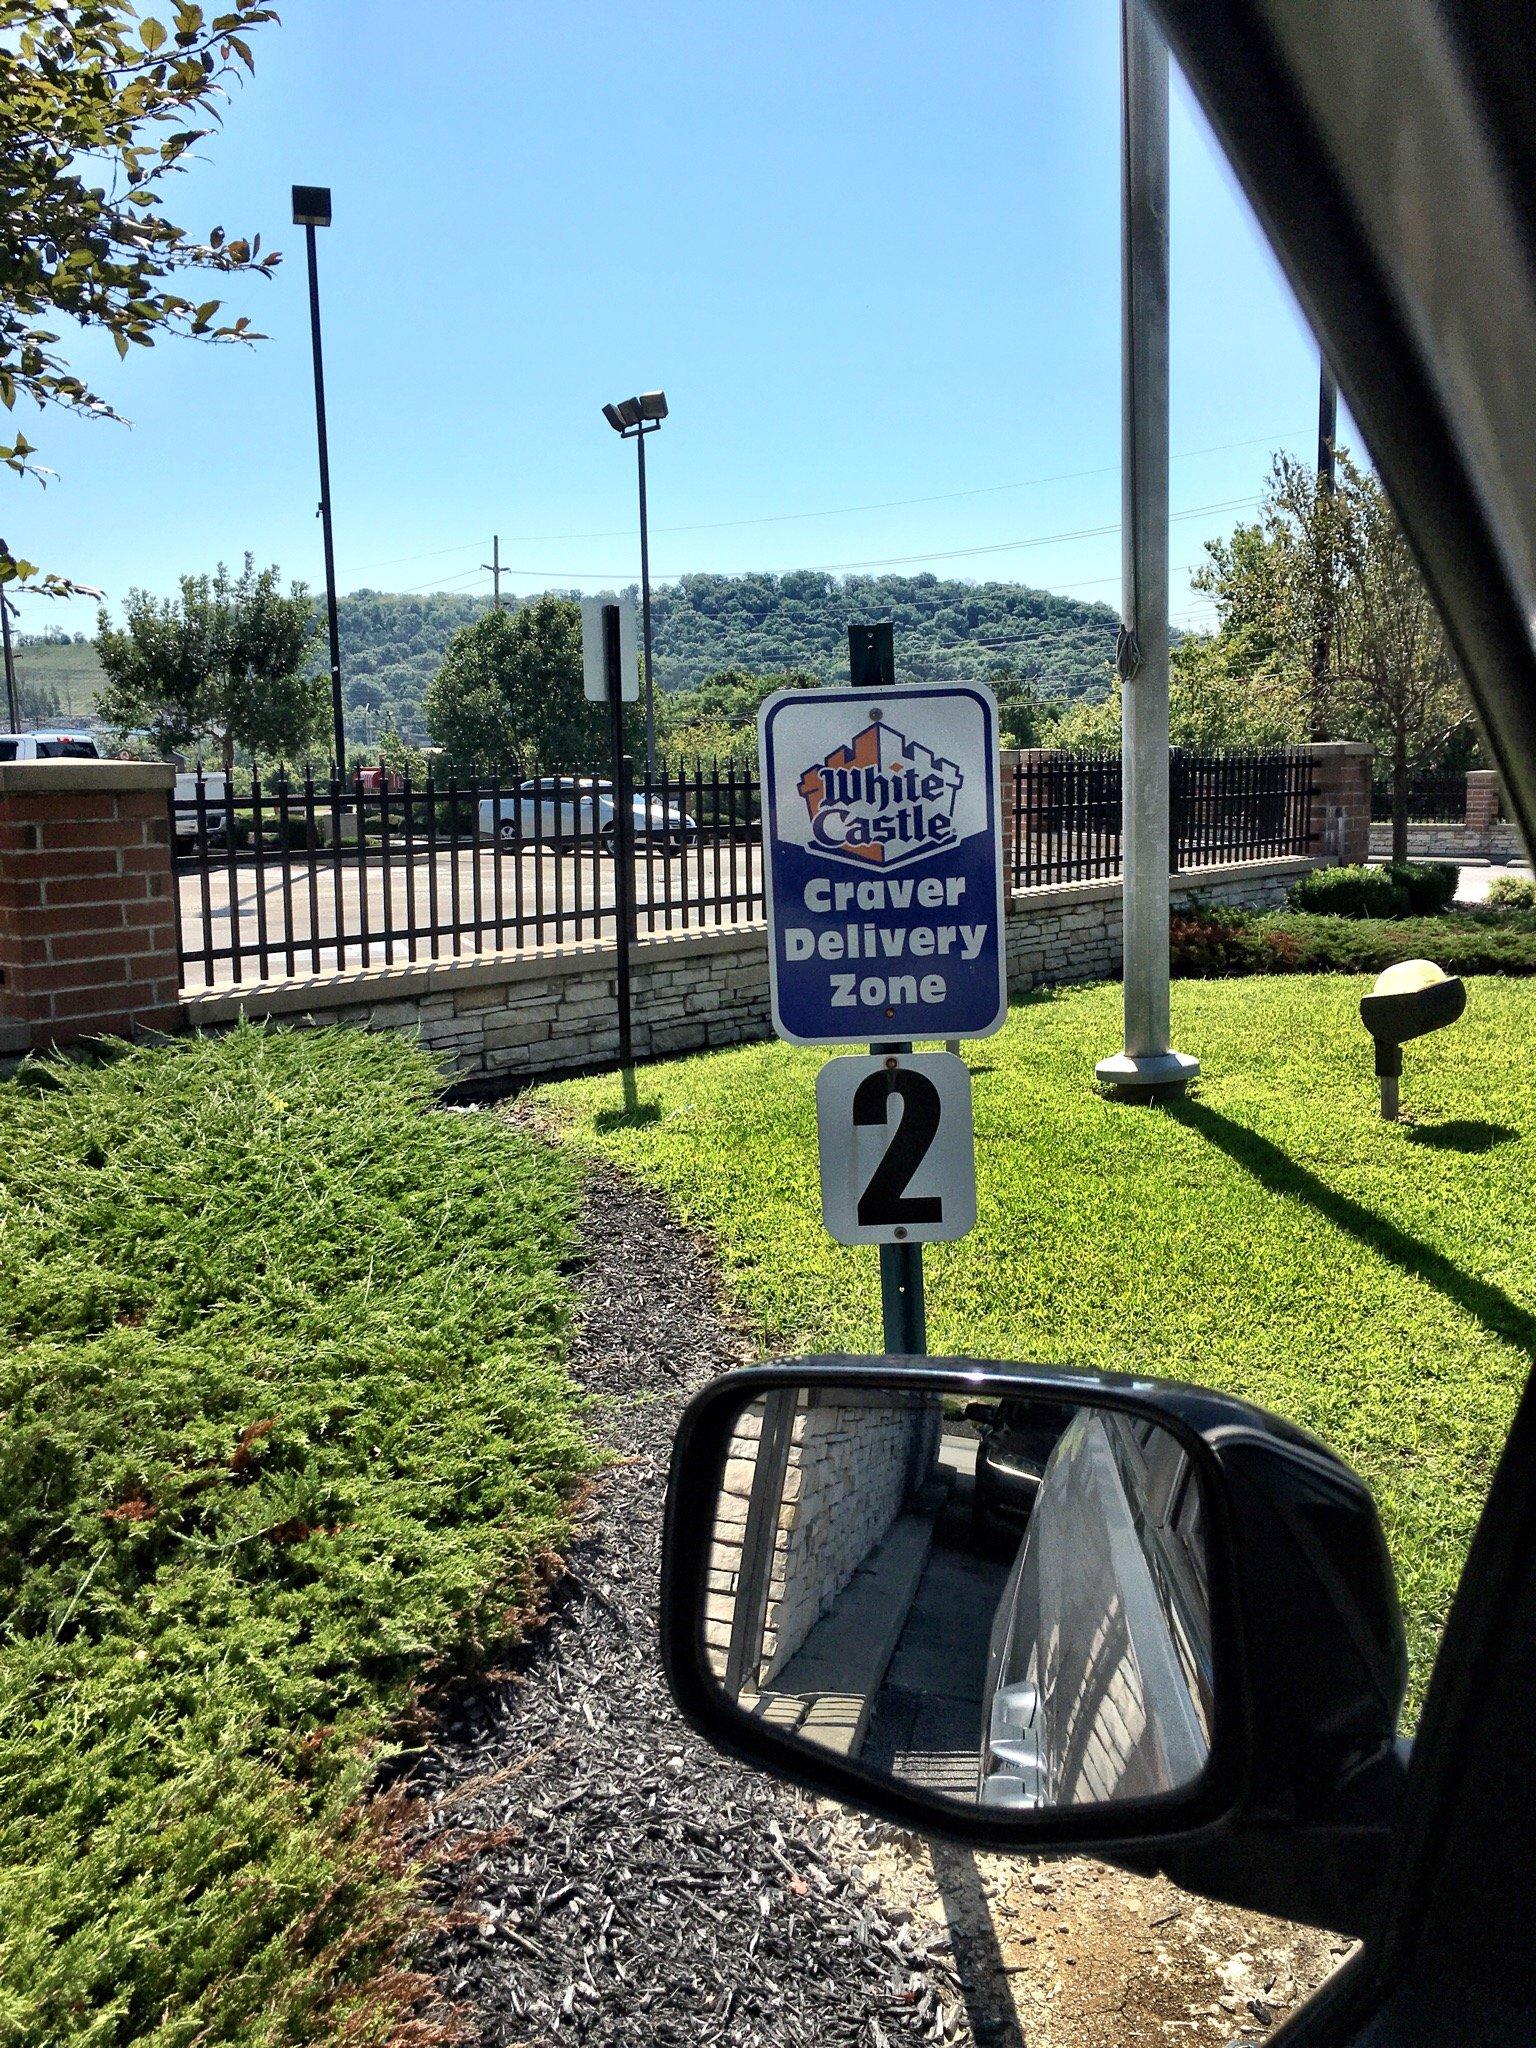 White
Castle
Craver
Delivery
Zone
2